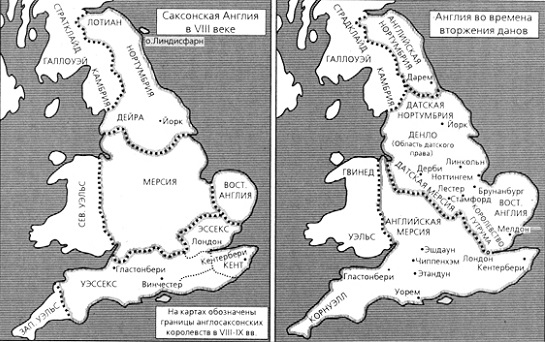 Саксонская Англия
в VIII веке
СТРАТКЛАЙД
ЛОТИАН
о.Линдисфарн
ГАЛЛОУЭЙ
КАМБРИЯ
НОРТУМБРИЯ
ДЕЙРА
Йорк
МЕРСИЯ
СЕВ. УЭЛЬС
ВОСТ.
АНГЛИЯ
ЭССЕКС
Лондон
Кентербери
КЕНТ
Гластонбери
УЭССЕКС
Винчестер
ЗАП. УЭЛЬС
На картах обозначены
границы англосаксонских
королевств в VIII-IX вв.
Англия во времена
вторжения данов
СТРАДКЛАЙД
АНГЛИЙСКАЯ
НОРТУМБРИЯ
ГАЛЛОУЭЙ
КАМБРИЯ
Дарем
ДАТСКАЯ
НОРТУМБРИЯ
Йорк
ДЕНЛО
(Область датского
права)
Линкольн
ГВИНЕД
Дерби
Ноттингем
ДАТСКАЯ МЕРСИЯ
Лестер
Брунанбург
Стамфорд
ВОСТ.
АНГЛИЯ
КОРОЛЕВСТВО
ГУТРУМА
Мелдон
АНГЛИЙСКАЯ
МЕРСИЯ
УЭЛЬС
Эшдаун
Лондон
Чиппенхэм
Кентербери
Гластонбери
Этандун
Уорем
КОРНУЭЛЛ